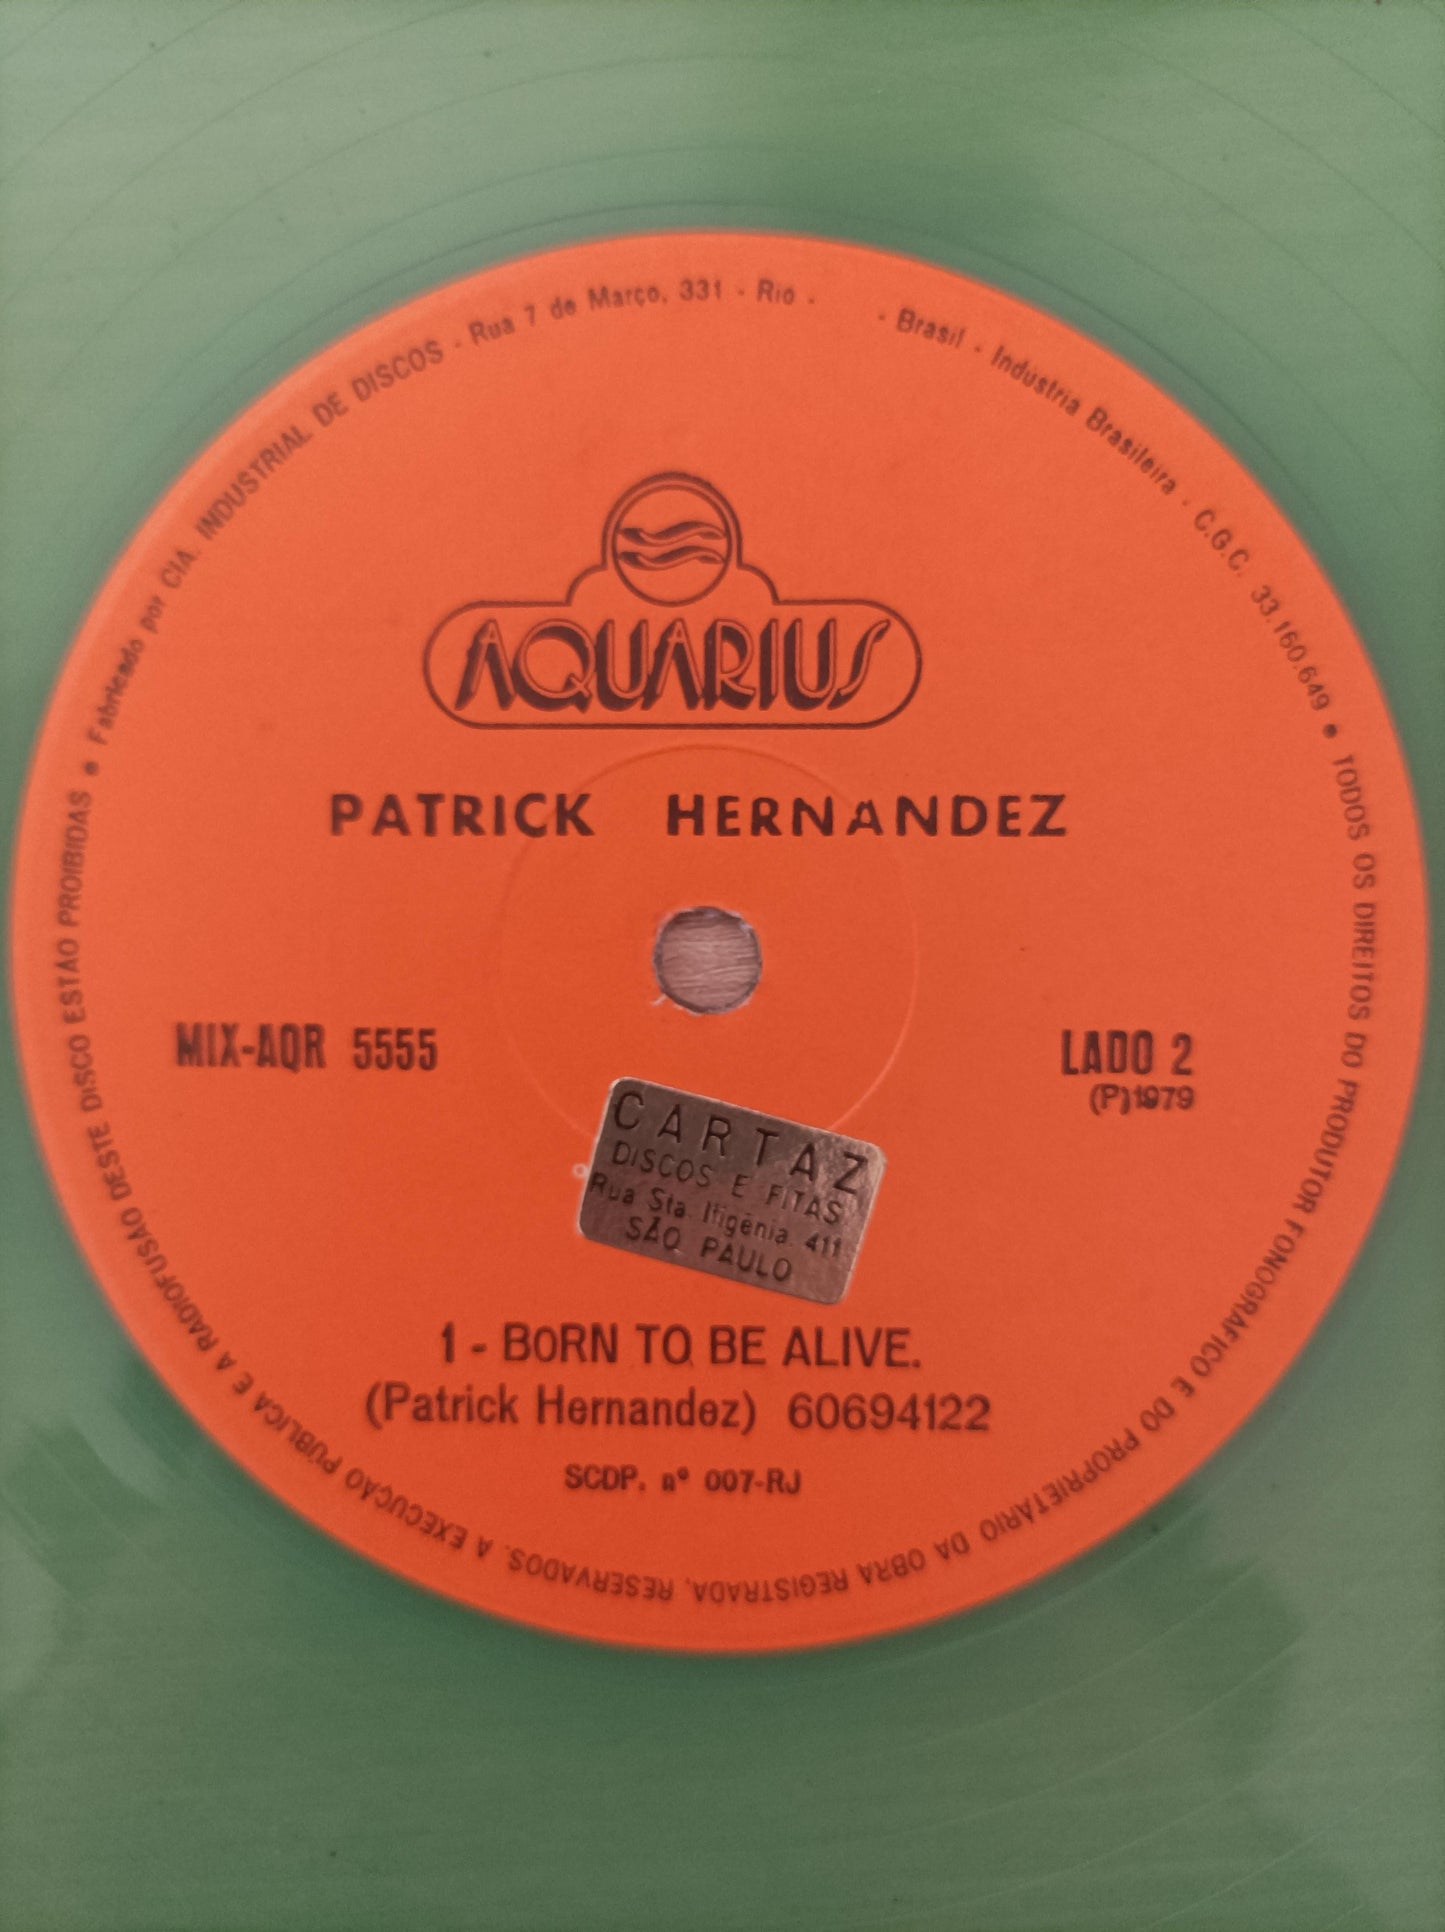 • Fabricado por CIA. INDUSTRIAL DE DISCOS - Rua 7 de Março, 331 - Rio - - Brasil - Industria Brasileira - C.G.C. 33.160.649 •
TODOS OS DIREITOS DO PRODUTOR FONOGRAFICO E DO PROPRIETÁRIO DA OBRA REGISTRADA, RESERVADOS. A EXECUÇÃO PUBLICA E A RADIOFUSÃO DESTE DISCO ESTÃO PROIBIDAS
AQUARIUS
PATRICK HERNANDEZ
MIX-AQR 5555
LADO 2
(P)1979
CARTAZ
DISCOS E FITAS
Rua Sta. Ifigênia, 411
SÃO PAULO
1 - BORN TO BE ALIVE.
(Patrick Hernandez) 60694122
SCDP. nº 007-RJ